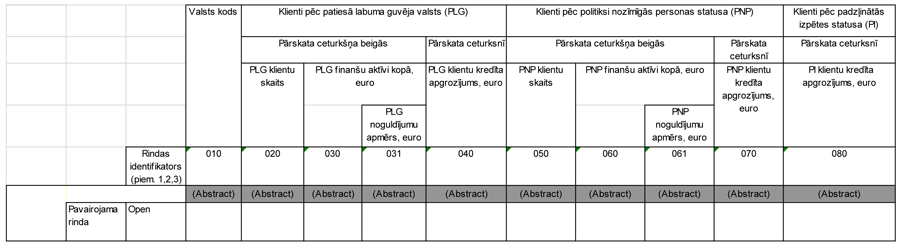 Valsts kods
Klienti pēc patiesā labuma guvēja valsts (PLG)
Klienti pēc politiksi nozīmīgās personas statusa (PNP)
Klienti pēc padziļinātās
izpētes statusa (PI)
Pārskata ceturkšņa beigās
Pārskata ceturksnī
Pārskata ceturkšņa beigās
Pārskata
ceturksnī
Pārskata ceturksnī
PLG klientu
skaits
PLG finanšu aktīvi kopā,
euro
PLG klientu kredīta
apgrozījums, euro
PNP klientu
skaits
PNP finanšu aktīvi kopā, euro
PNP klientu
kredīta
apgrozījums,
euro
PI klientu kredīta
apgrozījums, euro
PLG
noguldījumu
apmērs, euro
PNP
noguldījumu
apmērs, euro
Rindas
identifikators
(piem. 1,2,3)
010 020 030 031 040 050 060 061 070 080
(Abstract) (Abstract) (Abstract) (Abstract) (Abstract) (Abstract) (Abstract) (Abstract) (Abstract) (Abstract)
Pavairojama
rinda
Open